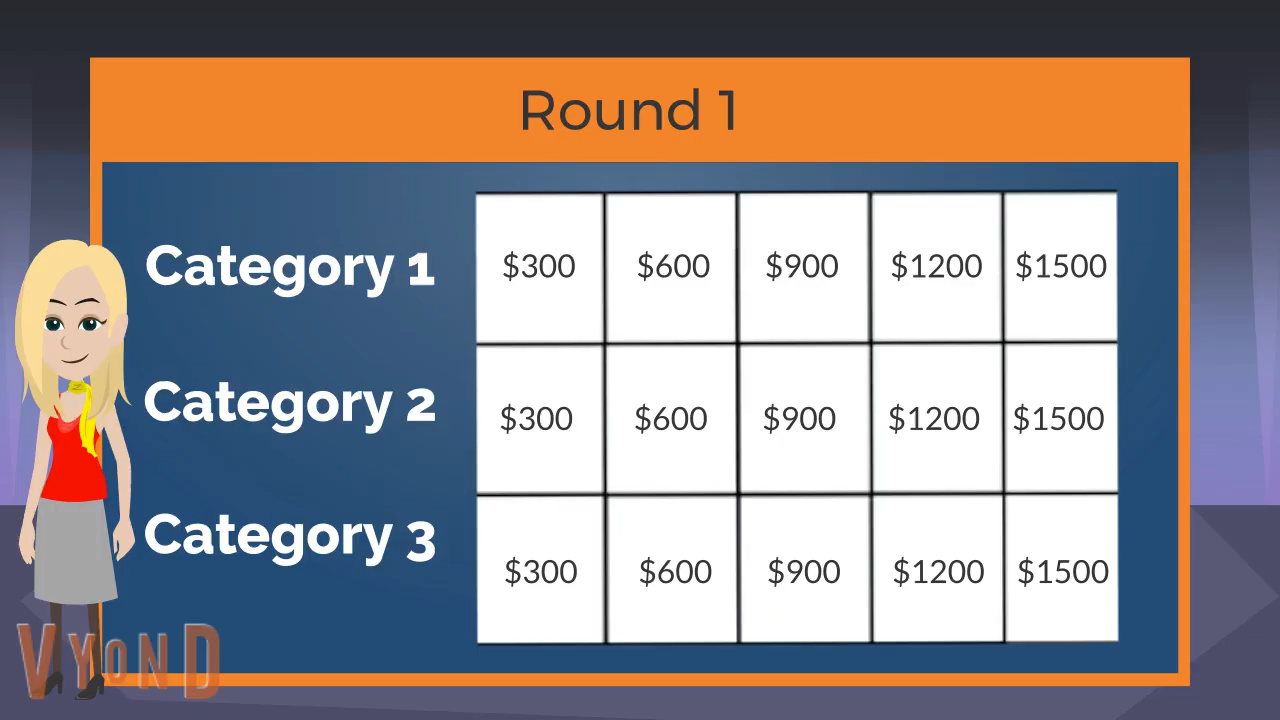 Round 1
Category 1 $300 $600 $900 $1200 $1500
Category 2 $300 $600 $900 $1200 $1500
Category 3 $300 $600 $900 $1200 $1500
VYOND